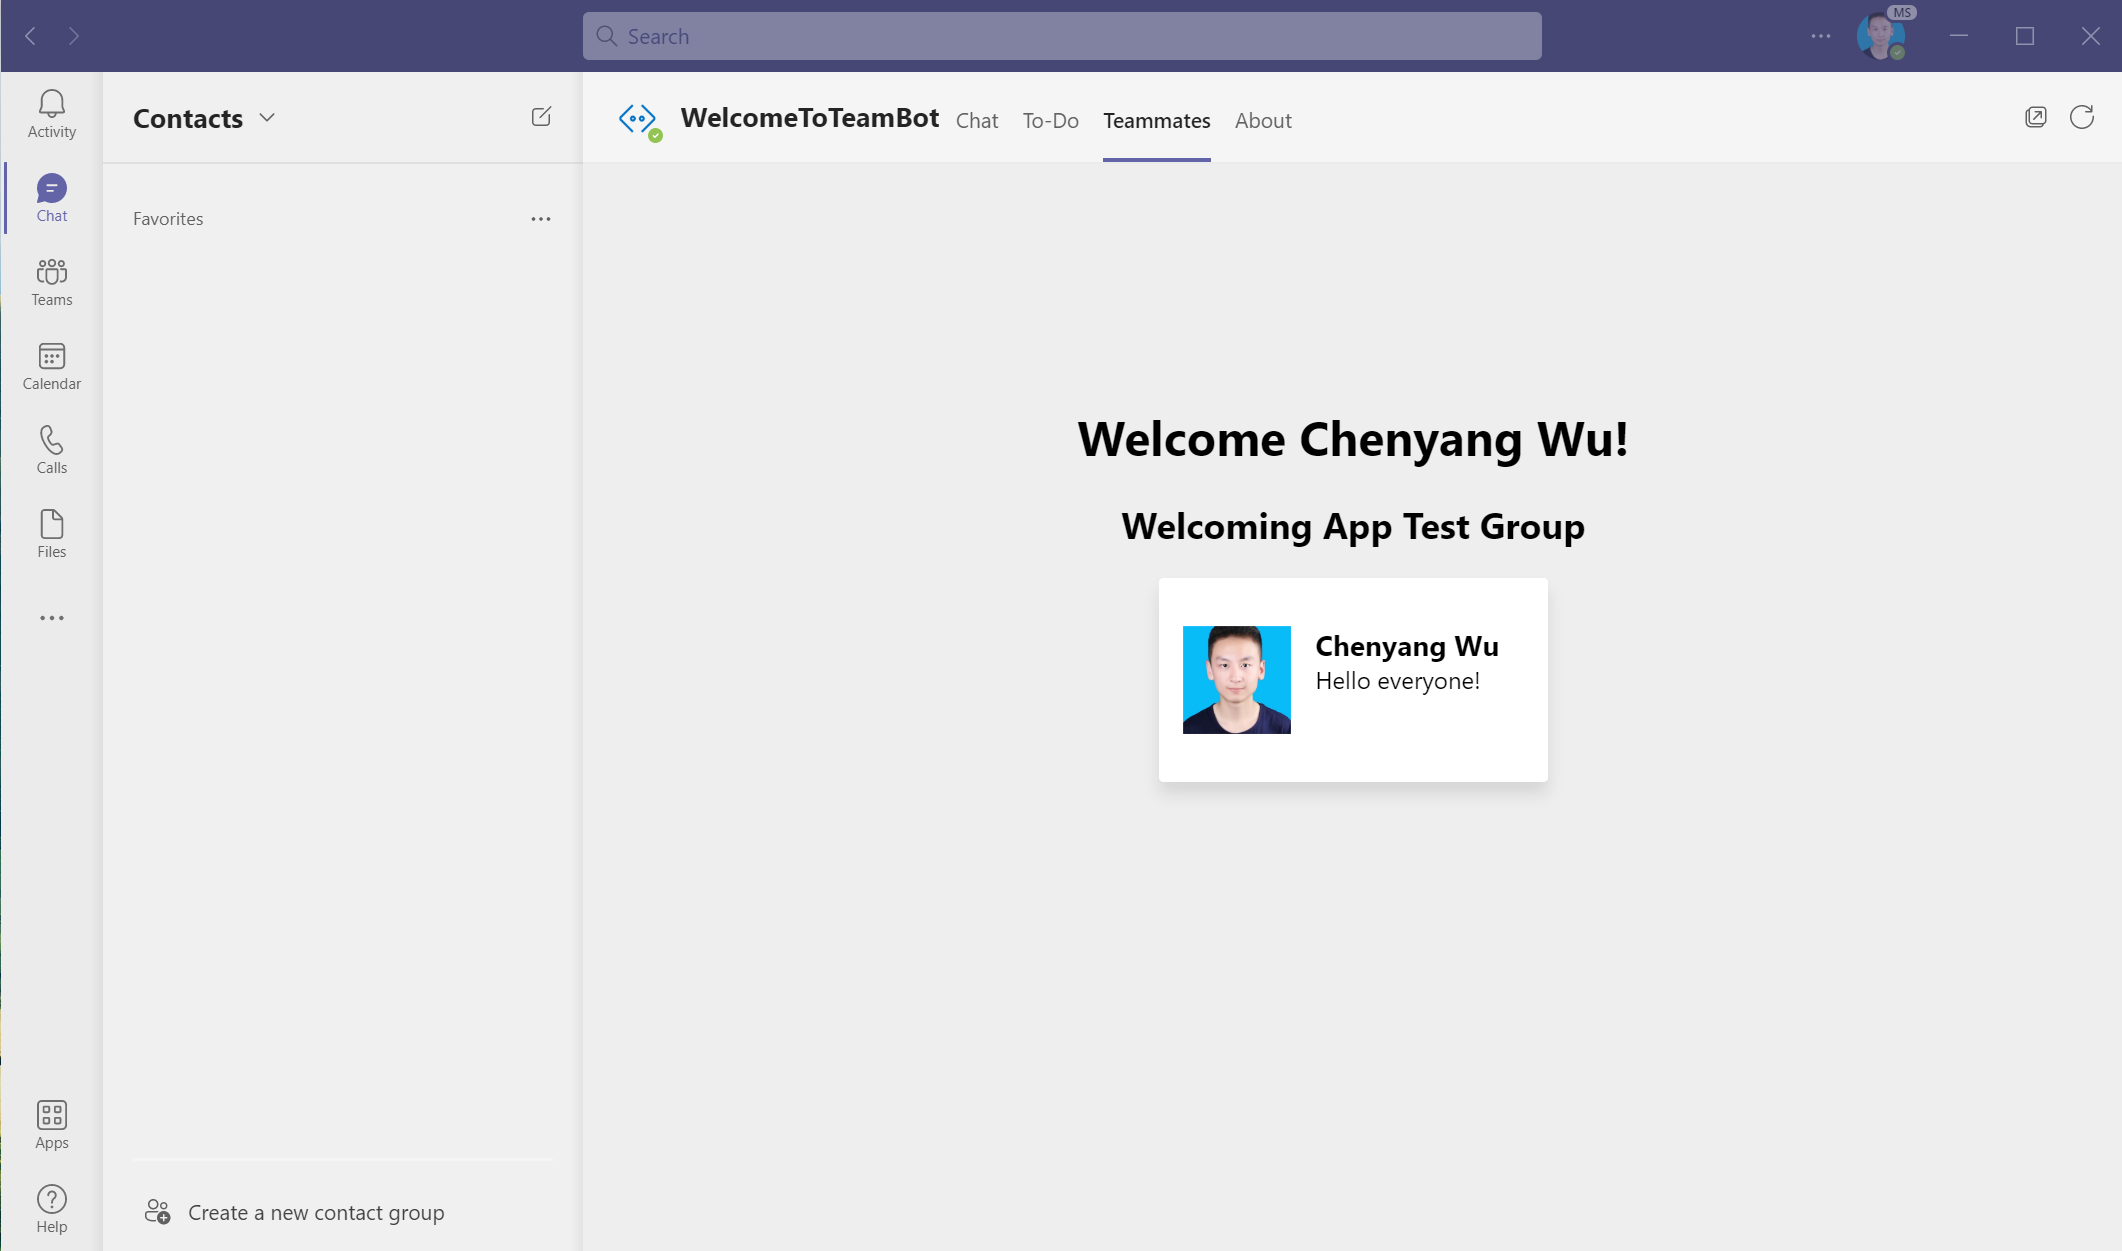 Search
MS
Activity
Chat
Teams
Calendar
Calls
Files
Apps
Help
Contacts
Favorites
Create a new contact group
WelcomeToTeamBot Chat To-Do Teammates About
Welcome Chenyang Wu!
Welcoming App Test Group
Chenyang Wu
Hello everyone!